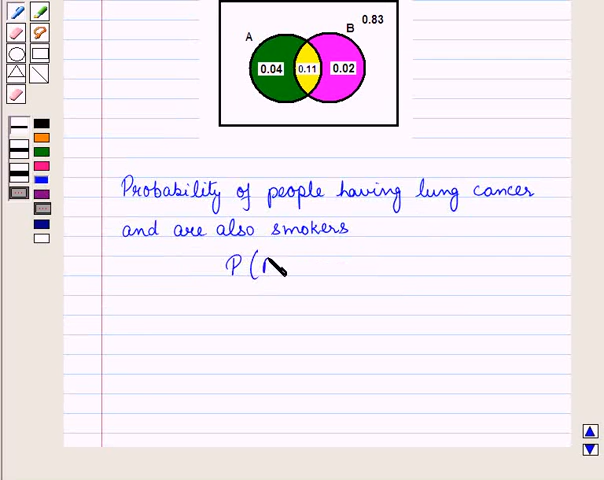 0.83
A
B
0.04
0.11
0.02
Probability of people having lung cancer
and are also smokers
P (